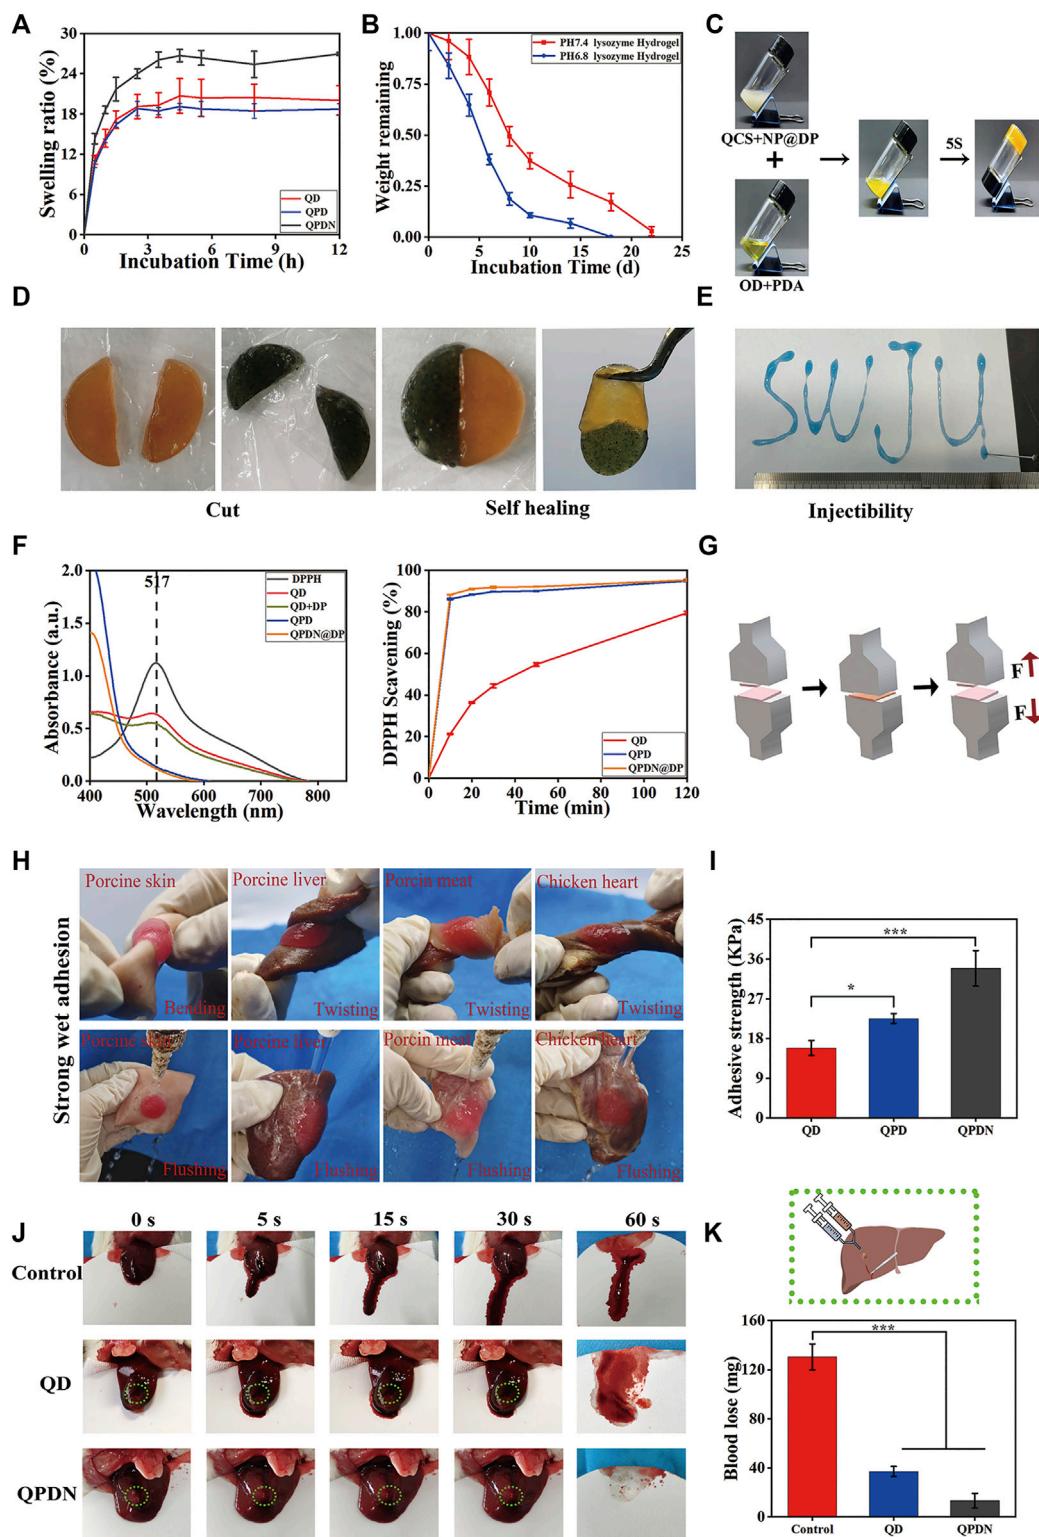 A
Swelling ratio (%)
30
24
18
12
6
0
0
3
6
9
12
QD
QPD
QPDN
Incubation Time (h)
B
Weight remaining
1.00
0.75
0.50
0.25
0.00
0
5
10
15
20
25
PH7.4 lysozyme Hydrogel
PH6.8 lysozyme Hydrogel
Incubation Time (d)
C
QCS+NP@DP
+
OD+PDA
5S
D
Cut
Self healing
E
SWJU
Injectibility
F
Absorbance (a.u.)
2.0
1.5
1.0
0.5
0.0
517
DPPH
QD
QD+DP
QPD
QPDN@DP
400
500
600
700
800
Wavelength (nm)
DPPH Scavening (%)
100
80
60
40
20
0
QD
QPD
QPDN@DP
0
20
40
60
80
100
120
Time (min)
G
F
F
H
Strong wet adhesion
Porcine skin
Bending
Porcine liver
Twisting
Porcin meat
Twisting
Chicken heart
Twisting
Porcine skin
Flushing
Porcine liver
Flushing
Porcin meat
Flushing
Chicken heart
Flushing
I
Adhesive strength (KPa)
45
36
27
18
9
0
***
*
QD
QPD
QPDN
J
0 s
5 s
15 s
30 s
60 s
Control
QD
QPDN
K
Blood lose (mg)
160
120
80
40
0
***
Control
QD
QPDN